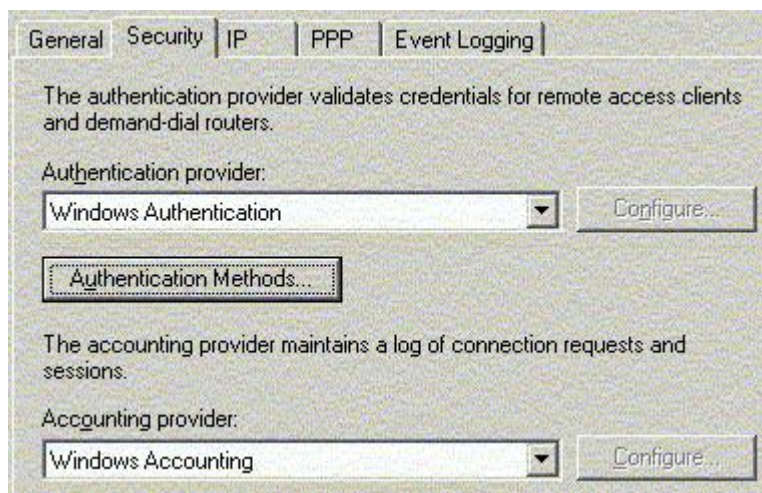 General Security IP PPP Event Logging
The authentication provider validates credentials for remote access clients
and demand-dial routers.
Authentication provider:
Windows Authentication Configure...
Authentication Methods...
The accounting provider maintains a log of connection requests and
sessions.
Accounting provider:
Windows Accounting Configure...